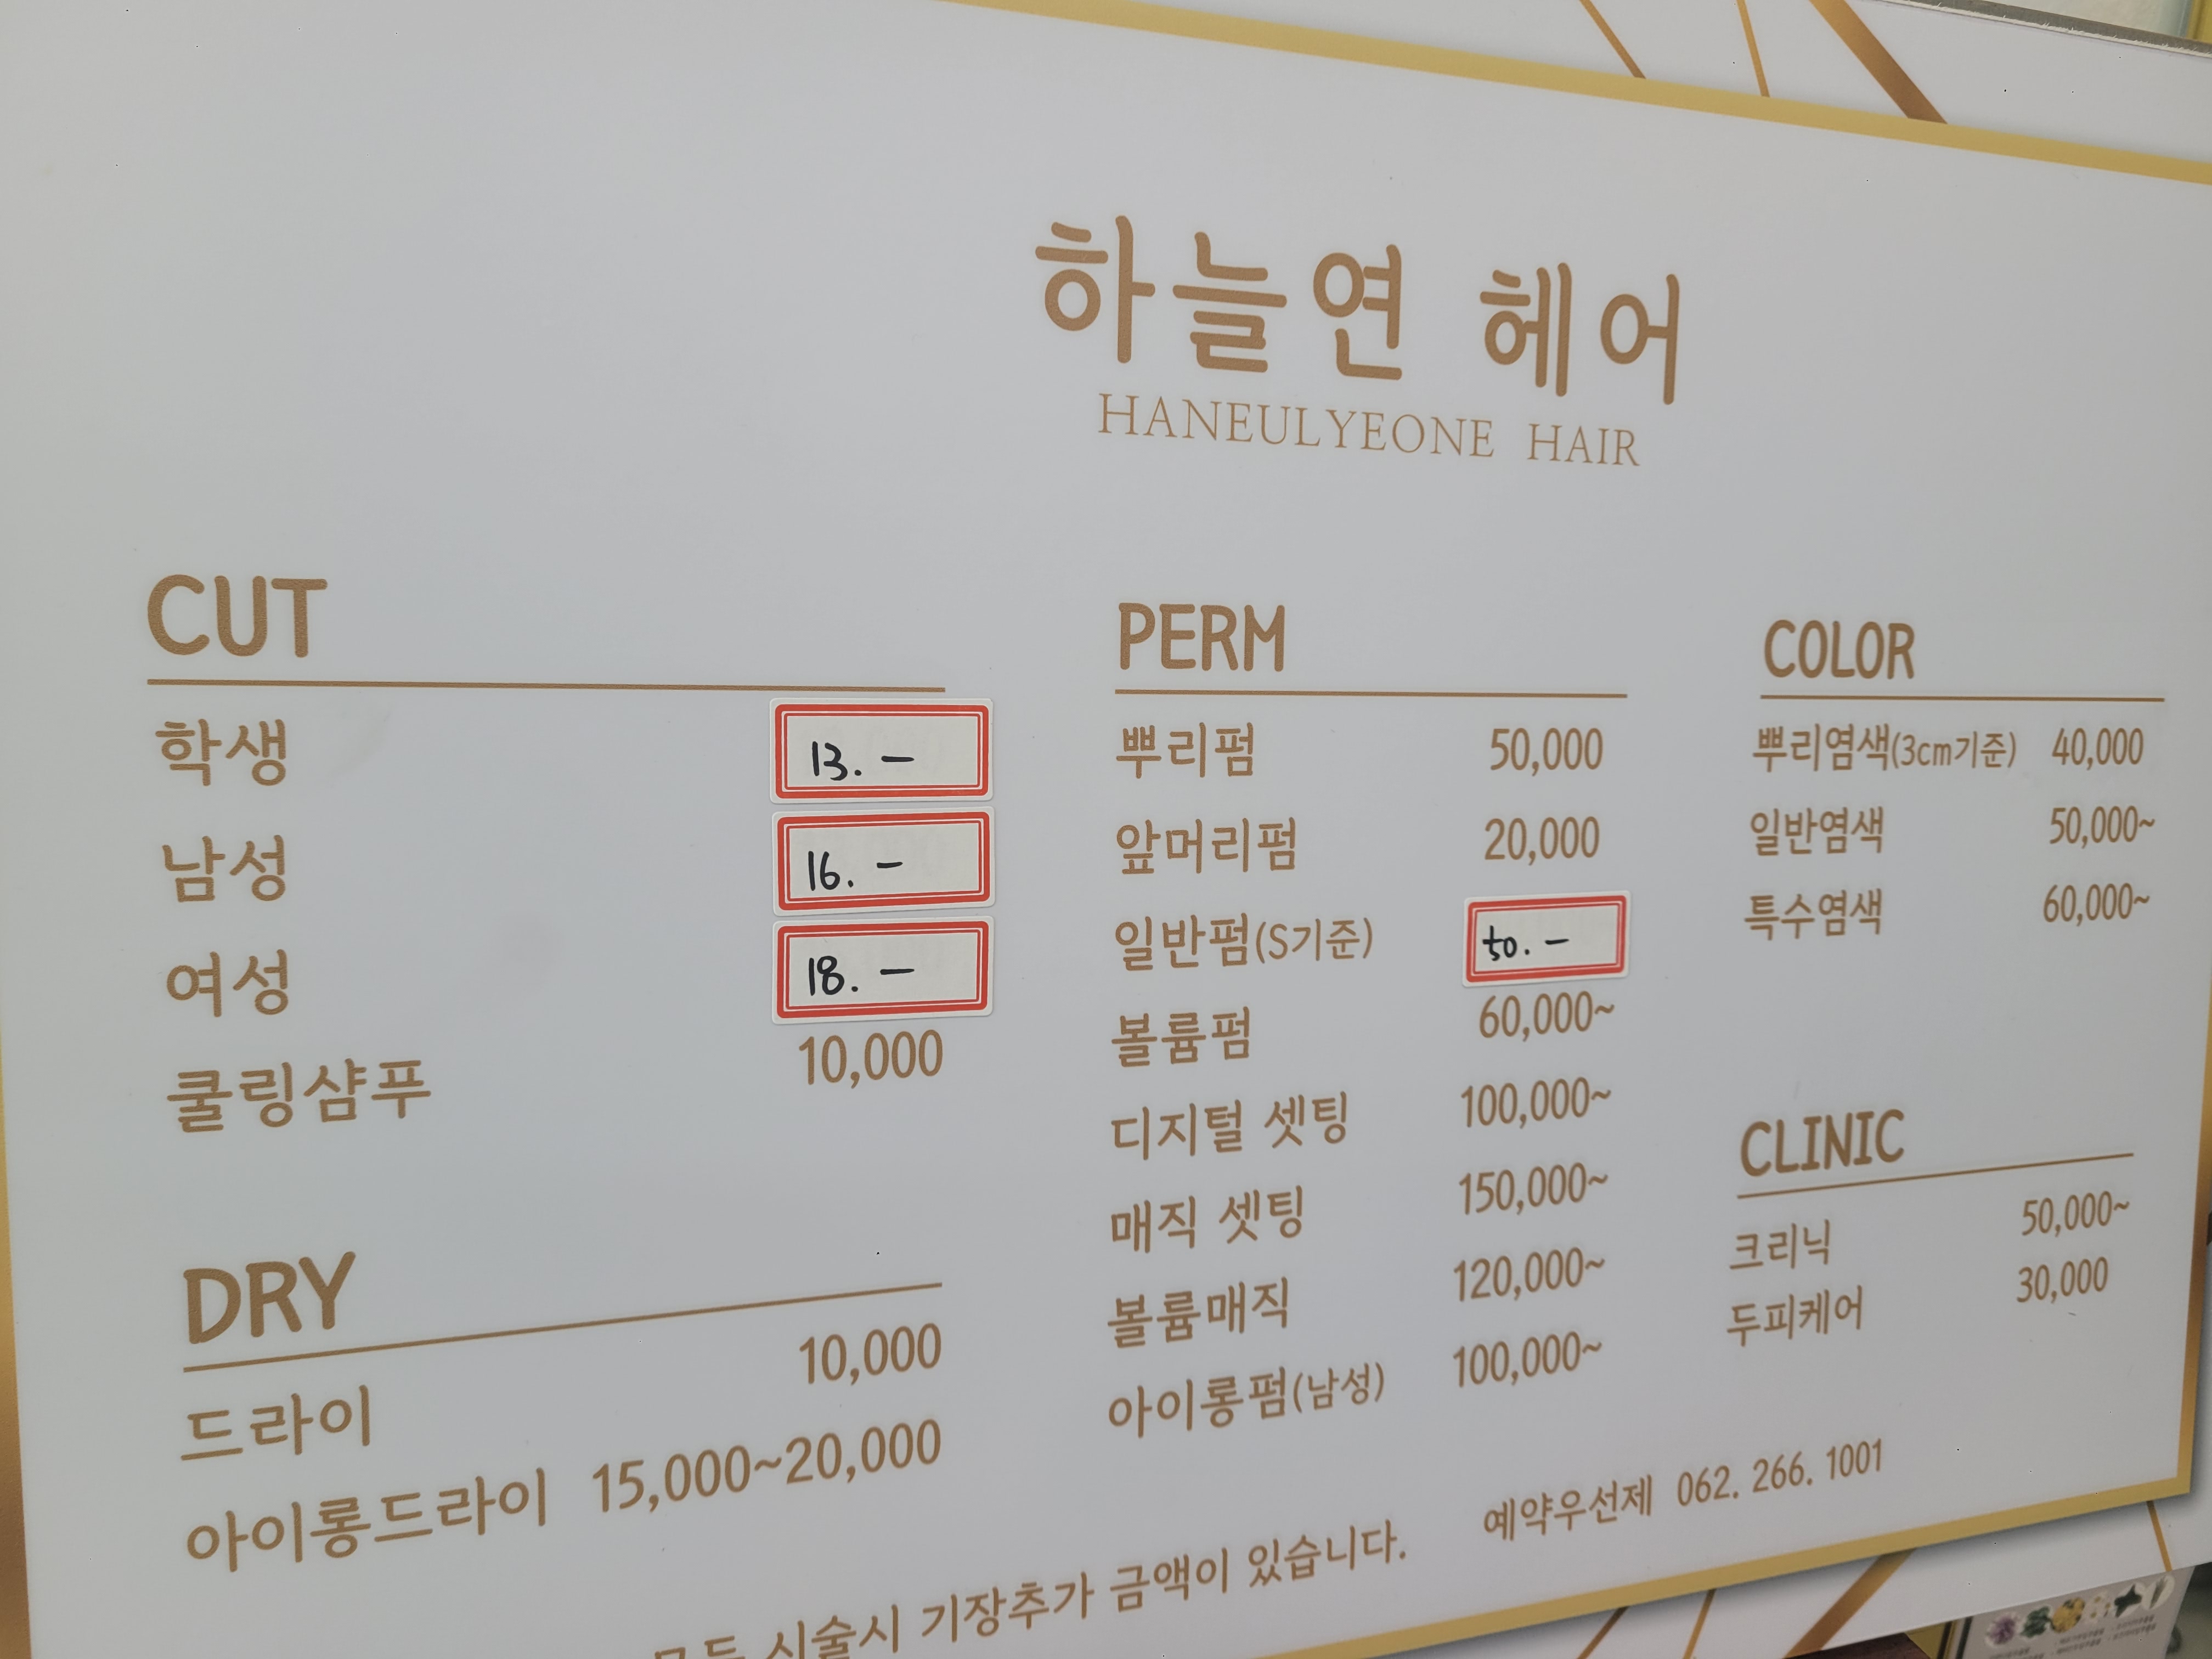 하늘연 헤어
HANEULYEONE HAIR
CUT
학생 13. -
남성 16. -
여성 18. -
쿨링샴푸 10,000
DRY
드라이 10,000
아이롱드라이 15,000~20,000
PERM
뿌리펌 50,000
앞머리펌 20,000
일반펌(S기준) 50. -
볼륨펌 60,000~
디지털 셋팅 100,000~
매직 셋팅 150,000~
볼륨매직 120,000~
아이롱펌(남성) 100,000~
COLOR
뿌리염색(3cm기준) 40,000
일반염색 50,000~
특수염색 60,000~
CLINIC
크리닉 50,000~
두피케어 30,000
모든 시술시 기장추가 금액이 있습니다.
예약우선제 062. 266. 1001